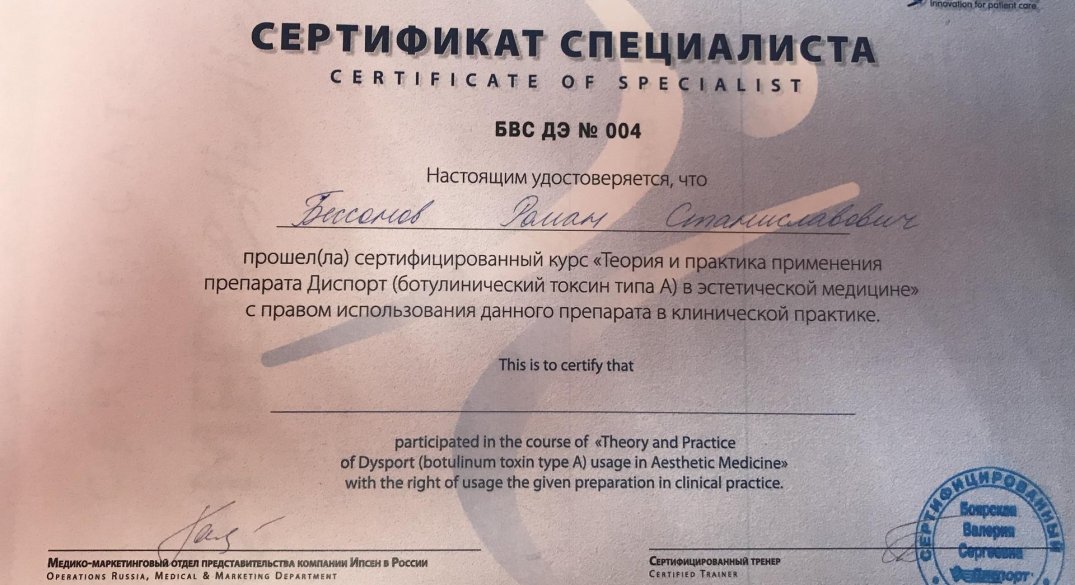 Innovation for patient care
СЕРТИФИКАТ СПЕЦИАЛИСТА
CERTIFICATE OF SPECIALIST
БВС ДЭ № 004
Настоящим удостоверяется, что
Бессонов Роман Станиславович
прошел(ла) сертифицированный курс «Теория и практика применения
препарата Диспорт (ботулинический токсин типа А) в эстетической медицине»
с правом использования данного препарата в клинической практике.
This is to certify that
participated in the course of «Theory and Practice
of Dysport (botulinum toxin type A) usage in Aesthetic Medicine»
with the right of usage the given preparation in clinical practice.
СЕРТИФИЦИРОВАННЫЙ
Боярская
Валерия
Сергеевна
Диспорт
Медико-маркетинговый отдел представительства компании Ипсен в России
Operations Russia, Medical & Marketing Department
Сертифицированный тренер
Certified Trainer